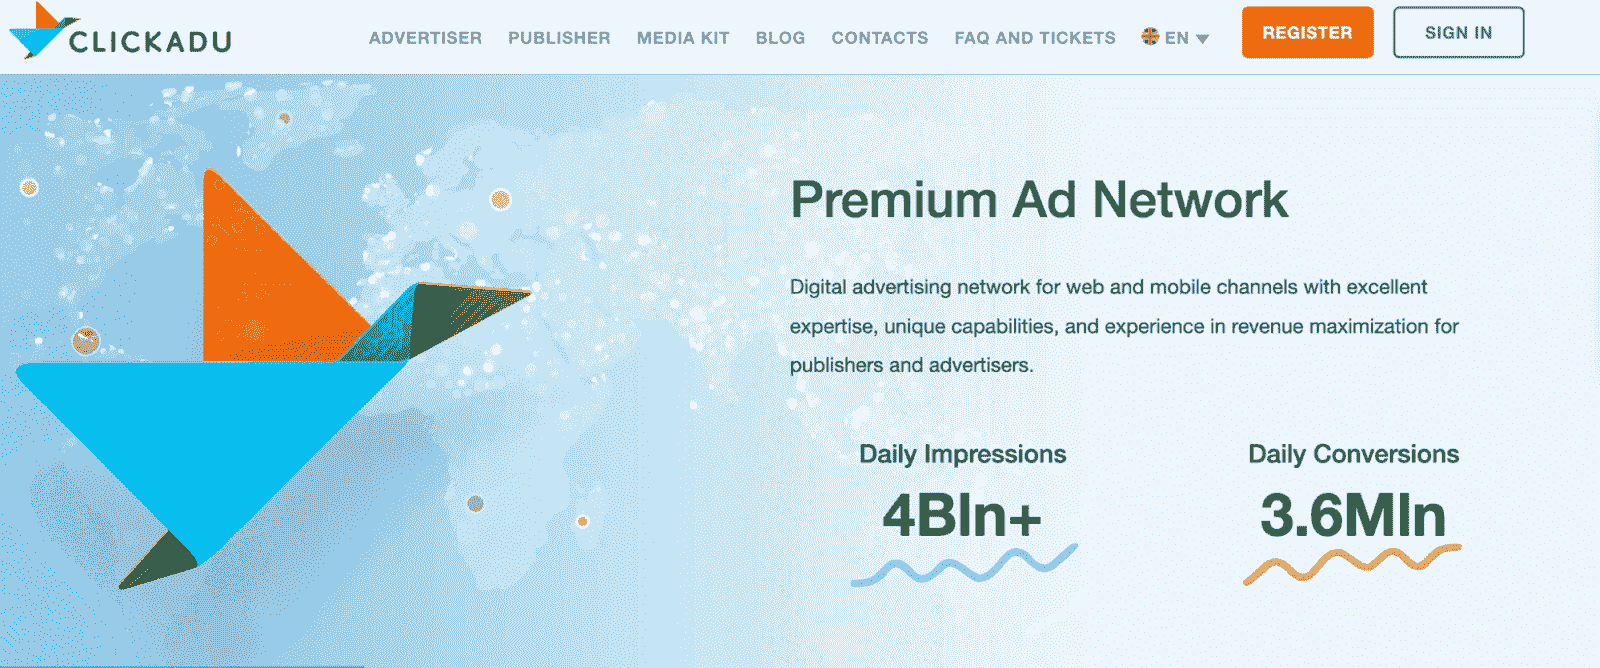 CLICKADU
ADVERTISER PUBLISHER MEDIA KIT BLOG CONTACTS FAQ AND TICKETS EN REGISTER SIGN IN
Premium Ad Network
Digital advertising network for web and mobile channels with excellent
expertise, unique capabilities, and experience in revenue maximization for
publishers and advertisers.
Daily Impressions
4Bln+
Daily Conversions
3.6Mln